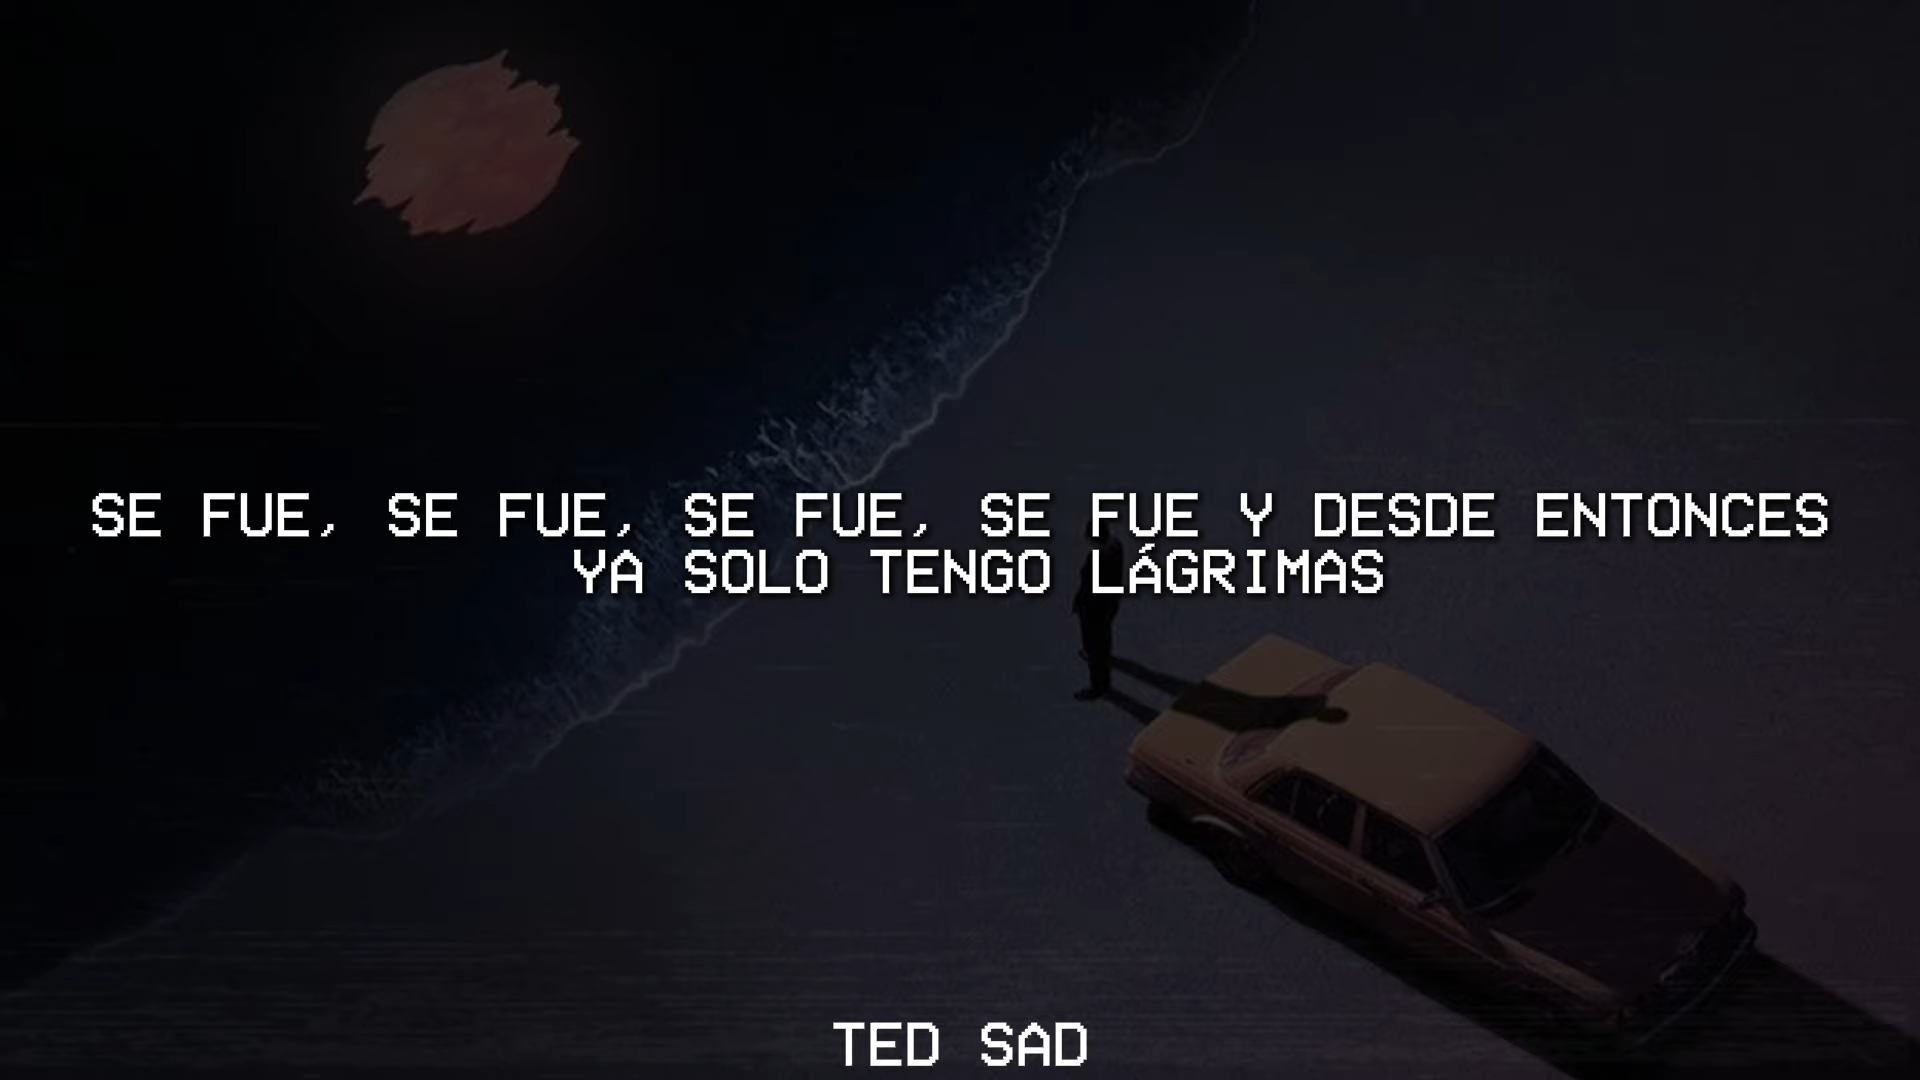 SE FUE, SE FUE, SE FUE, SE FUE Y DESDE ENTONCES
YA SOLO TENGO LÁGRIMAS
TED SAD